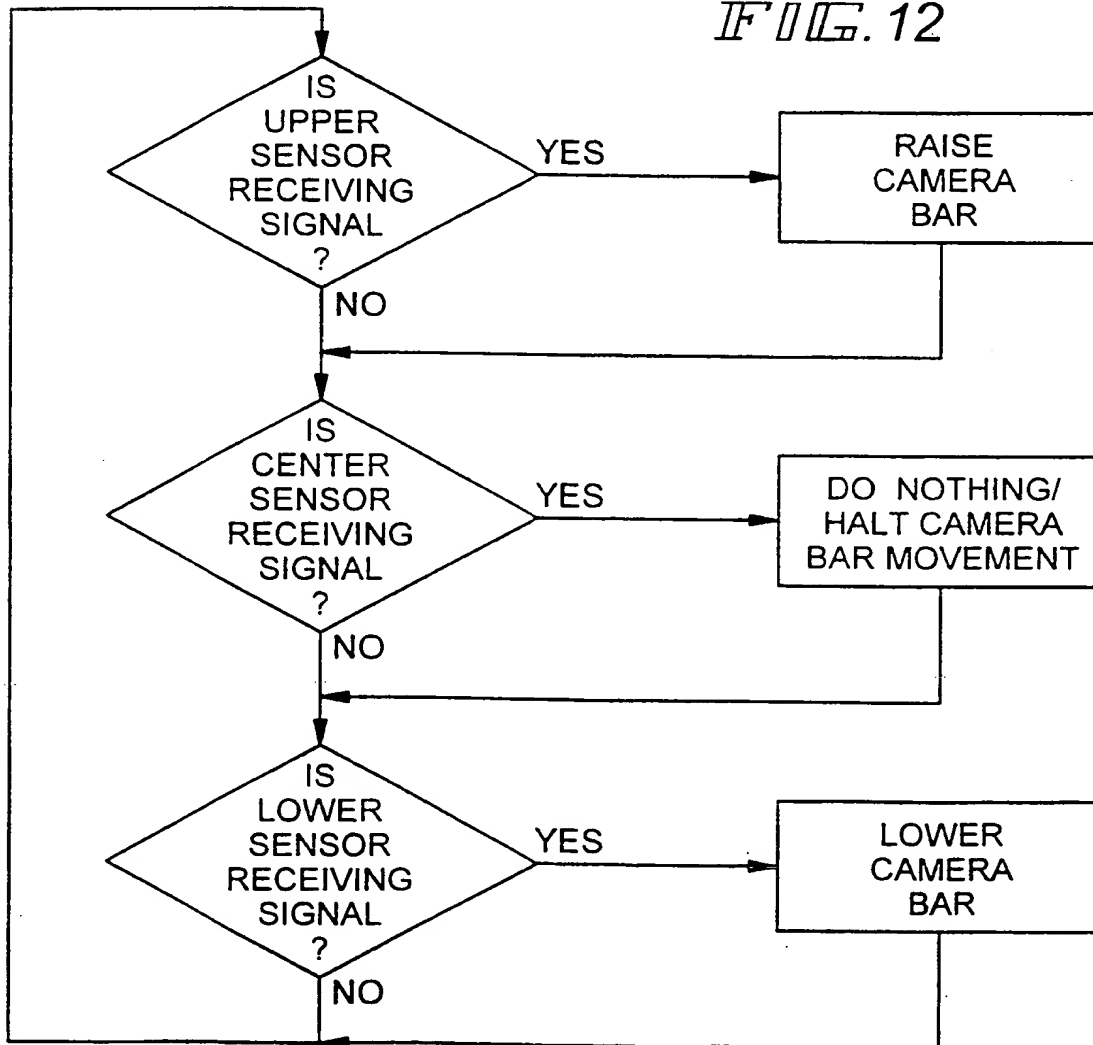 FIG. 12
IS
UPPER
SENSOR
RECEIVING
SIGNAL
?
YES
RAISE
CAMERA
BAR
NO
IS
CENTER
SENSOR
RECEIVING
SIGNAL
?
YES
DO NOTHING/
HALT CAMERA
BAR MOVEMENT
NO
IS
LOWER
SENSOR
RECEIVING
SIGNAL
?
YES
LOWER
CAMERA
BAR
NO